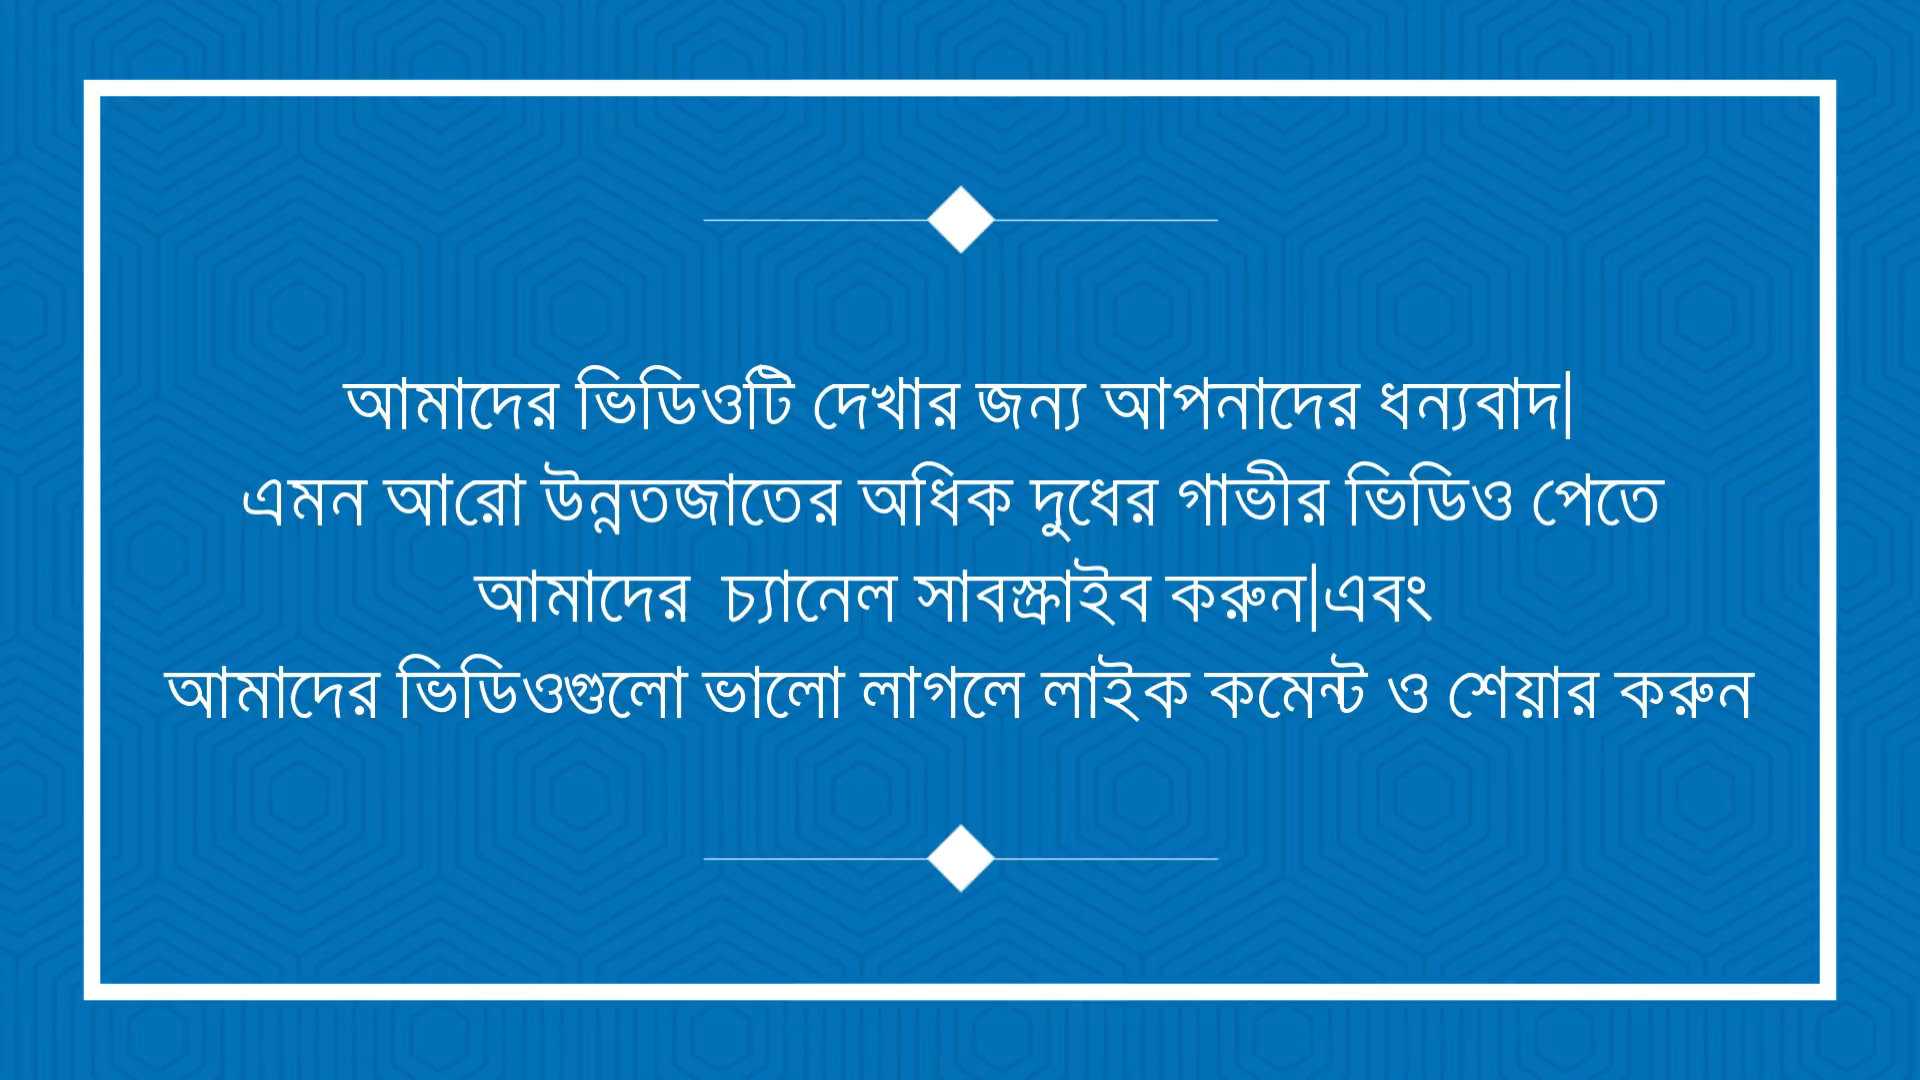 আমাদের ভিডিওটি দেখার জন্য আপনাদের ধন্যবাদ|
এমন আরো উন্নতজাতের অধিক দুধের গাভীর ভিডিও পেতে
আমাদের চ্যানেল সাবস্ক্রাইব করুন|এবং
আমাদের ভিডিওগুলো ভালো লাগলে লাইক কমেন্ট ও শেয়ার করুন